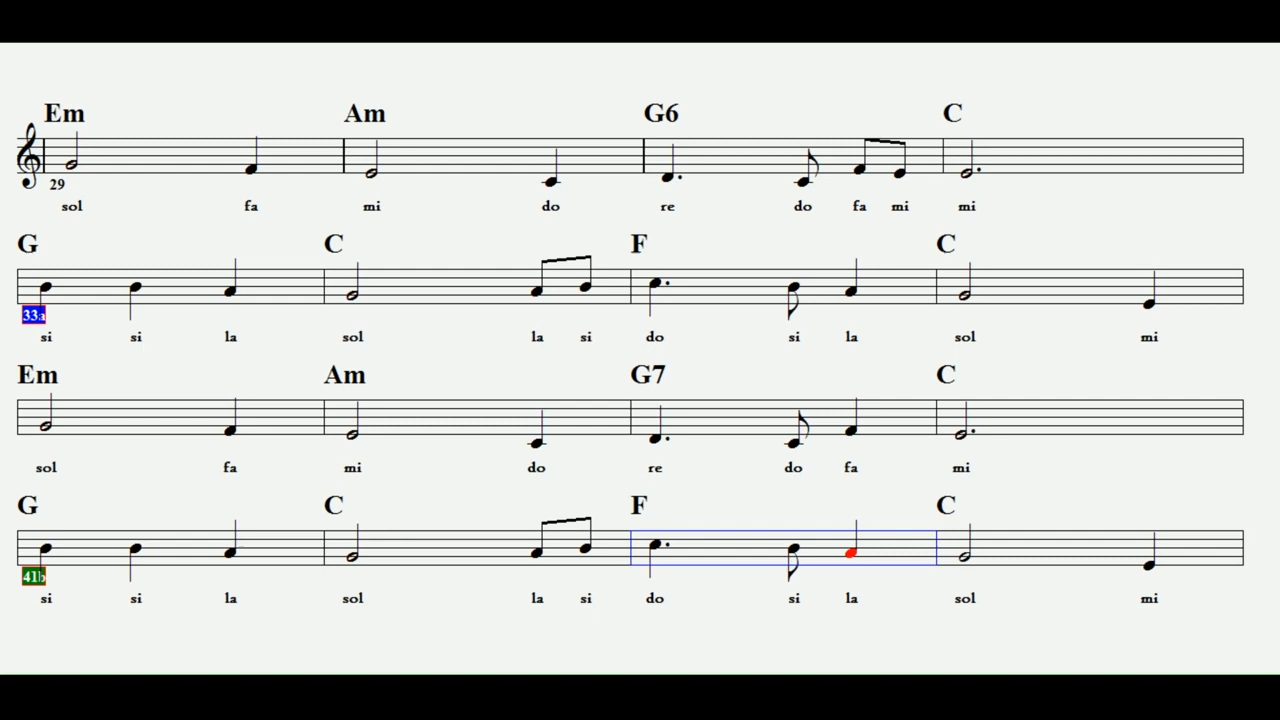 Em Am G6 C
29
sol fa mi do re do fa mi mi
G C F C
33a
si si la sol la si do si la sol mi
Em Am G7 C
sol fa mi do re do fa mi
G C F C
41b
si si la sol la si do si la sol mi